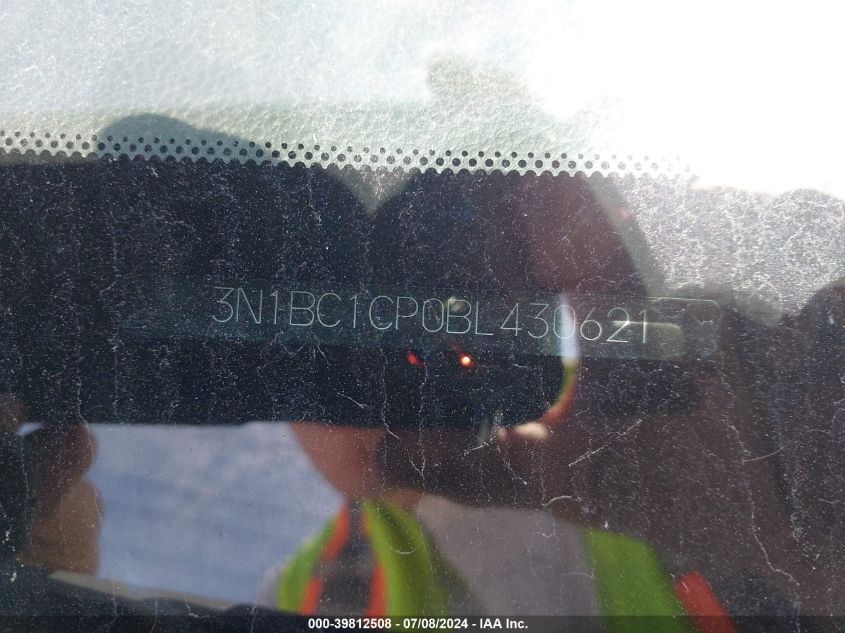 3N1BC1CP0BL430621
000-39812508 • 07/08/2024 - IAA Inc.